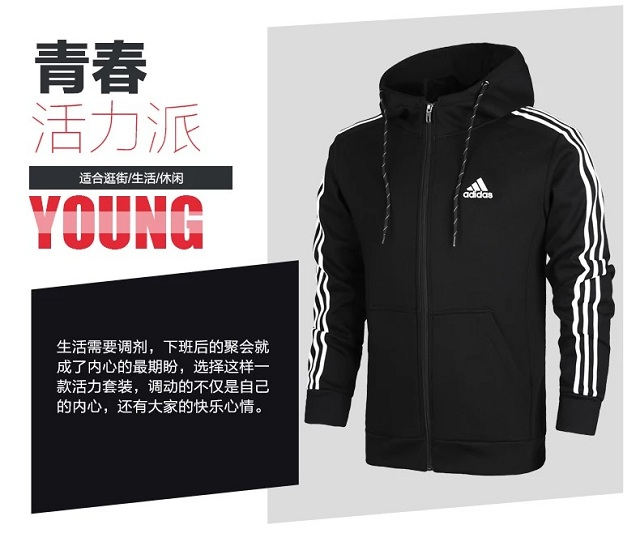 青春
活力派
适合逛街/生活/休闲
YOUNG
生活需要调剂，下班后的聚会就
成了内心的最期盼，选择这样一
款活力套装，调动的不仅是自己
的内心，还有大家的快乐心情。
adidas